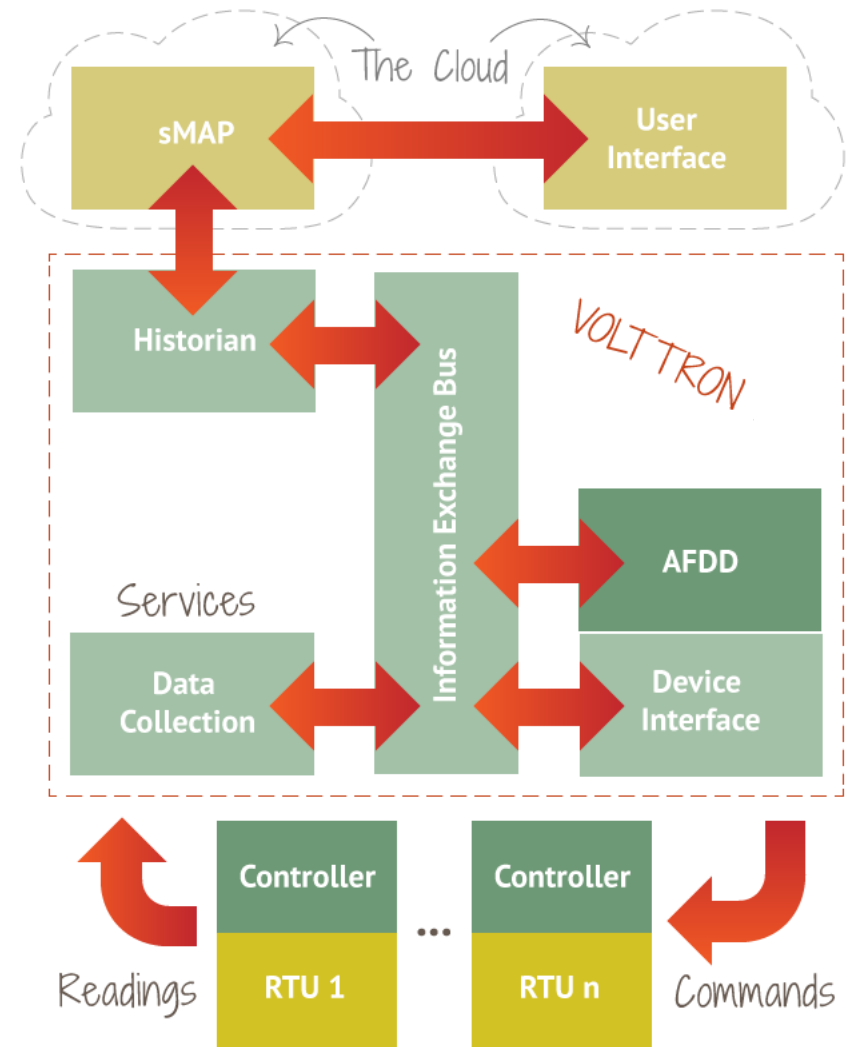 The Cloud
sMAP
User
Interface
Historian
VOLTTRON
Information Exchange Bus
AFDD
Services
Data
Collection
Device
Interface
Controller
Controller
...
RTU 1
RTU n
Readings
Commands